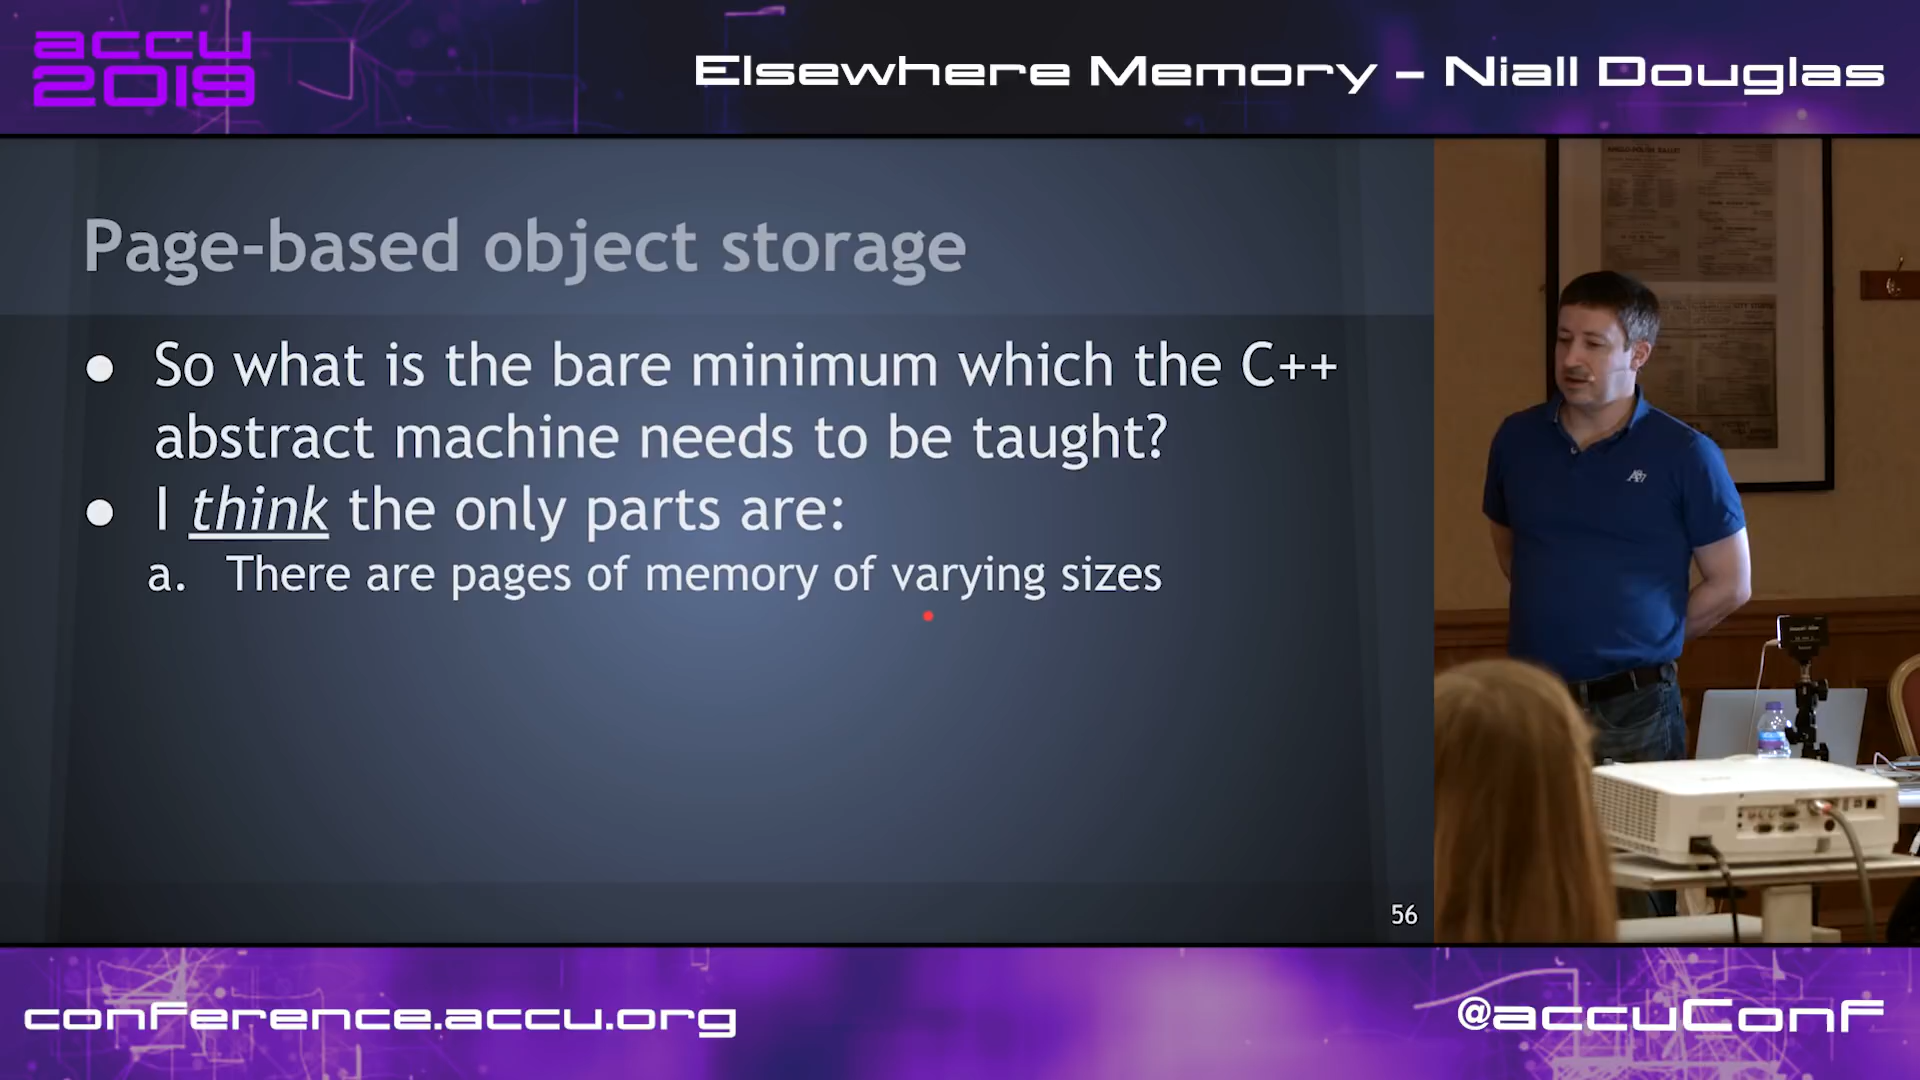 accu
2019
Elsewhere Memory – Niall Douglas
Page-based object storage
● So what is the bare minimum which the C++
abstract machine needs to be taught?
● I think the only parts are:
a. There are pages of memory of varying sizes
56
conference.accu.org
@accuConf